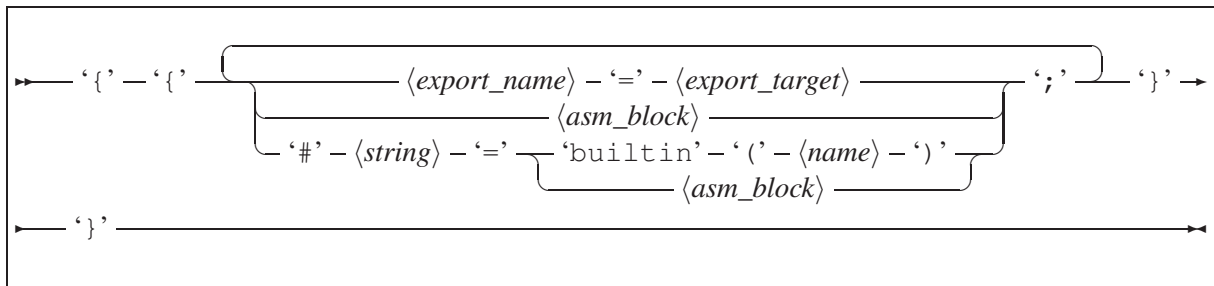 ‘{’ ‘{’ ⟨export_name⟩ ‘=’ ⟨export_target⟩ ‘;’ ‘}’
⟨asm_block⟩
‘#’ ⟨string⟩ ‘=’ ‘builtin’ ‘(’ ⟨name⟩ ‘)’
⟨asm_block⟩
‘}’